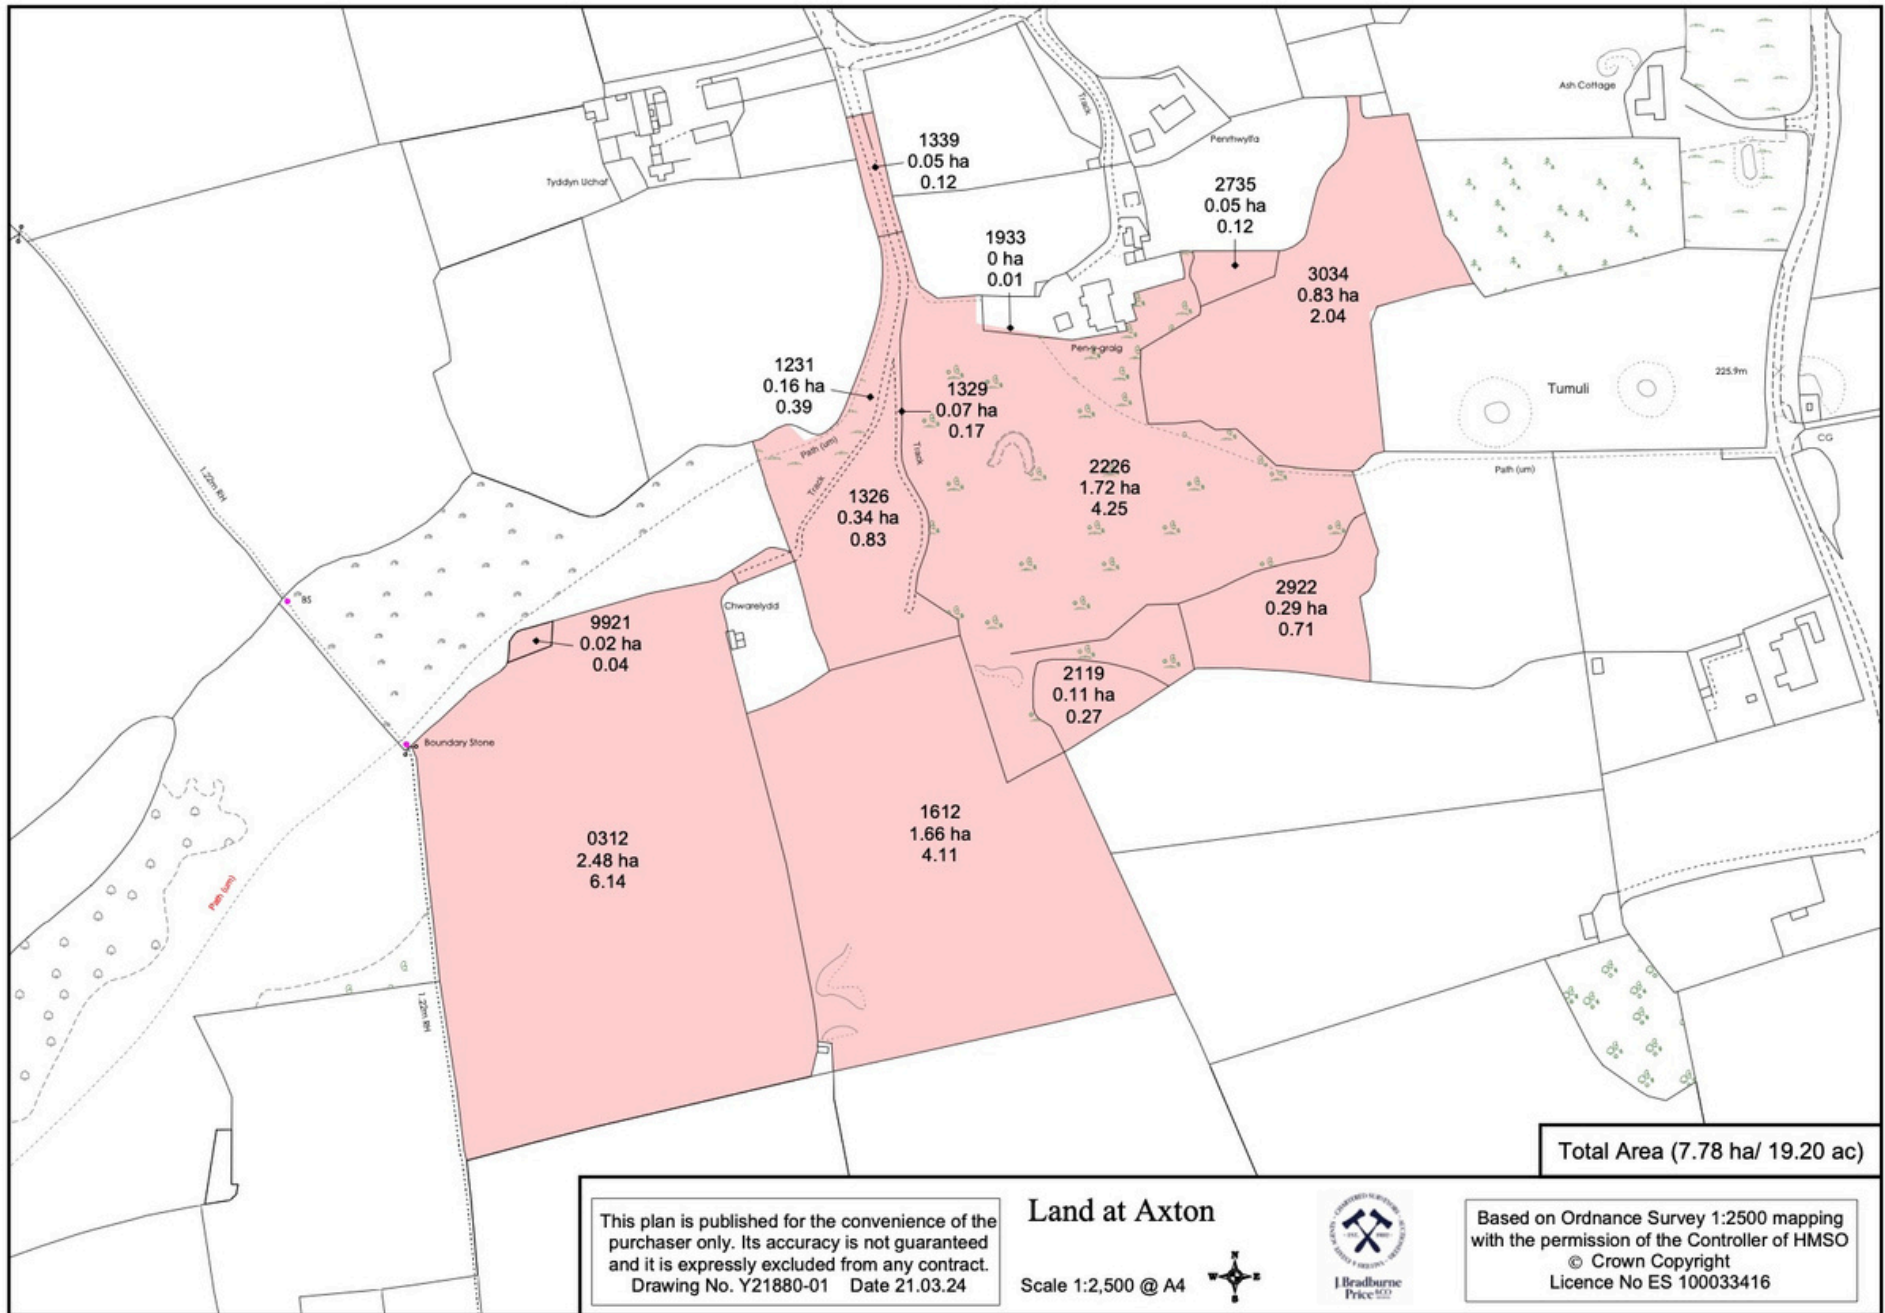 Ash Cottage
Track
1339
0.05 ha
0.12
Penrhwylfa
Tyddyn Uchaf
2735
0.05 ha
0.12
1933
0 ha
0.01
3034
0.83 ha
2.04
Pen-y-graig
1231
0.16 ha
0.39
1329
0.07 ha
0.17
Tumuli
225.9m
CG
Path (um)
Track
Track
1.22m RH
2226
1.72 ha
4.25
Path (um)
1326
0.34 ha
0.83
BS
Chwarelydd
2922
0.29 ha
0.71
9921
0.02 ha
0.04
2119
0.11 ha
0.27
Boundary Stone
0312
2.48 ha
6.14
1612
1.66 ha
4.11
Path (um)
1.22m RH
Total Area (7.78 ha/ 19.20 ac)
This plan is published for the convenience of the
purchaser only. Its accuracy is not guaranteed
and it is expressly excluded from any contract.
Drawing No. Y21880-01 Date 21.03.24
Land at Axton
Scale 1:2,500 @ A4
N
W E
S
J.Bradburne
Price & CO
Based on Ordnance Survey 1:2500 mapping
with the permission of the Controller of HMSO
© Crown Copyright
Licence No ES 100033416